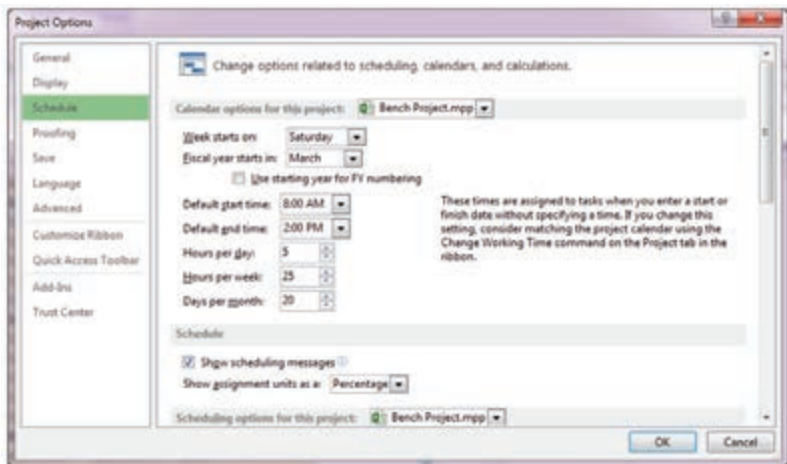 Project Options
General
Display
Schedule
Proofing
Save
Language
Advanced
Customize Ribbon
Quick Access Toolbar
Add-Ins
Trust Center
Change options related to scheduling, calendars, and calculations.
Calendar options for this project: Bench Project.mpp
Week starts on: Saturday
Fiscal year starts in: March
Use starting year for FY numbering
Default start time: 8:00 AM
Default end time: 2:00 PM
Hours per day: 5
Hours per week: 25
Days per month: 20
These times are assigned to tasks when you enter a start or
finish date without specifying a time. If you change this
setting, consider matching the project calendar using the
Change Working Time command on the Project tab in the
ribbon.
Schedule
Show scheduling messages
Show assignment units as a: Percentage
Scheduling options for this project: Bench Project.mpp
OK Cancel